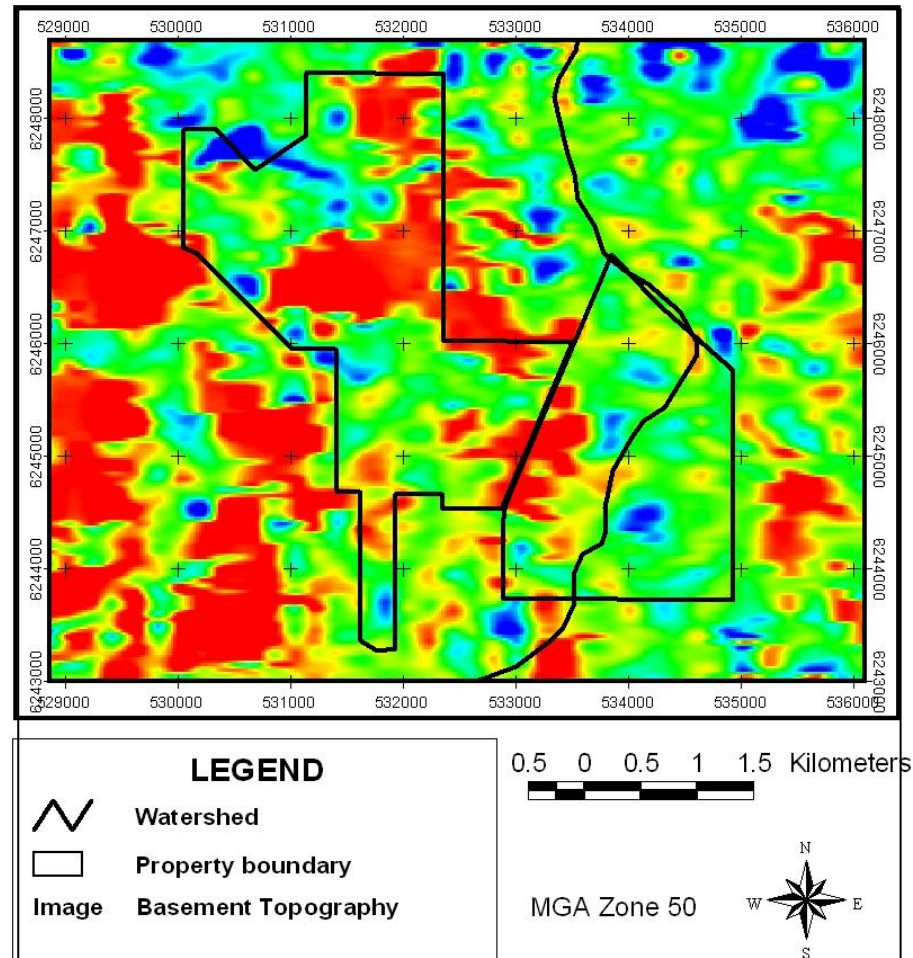 529000 530000 531000 532000 533000 534000 535000 536000
6248000 6248000
6247000 6247000
6246000 6246000
6245000 6245000
6244000 6244000
6243000 6243000
529000 530000 531000 532000 533000 534000 535000 536000
LEGEND
Watershed
Property boundary
Image Basement Topography
0.5 0 0.5 1 1.5 Kilometers
MGA Zone 50
N
W E
S